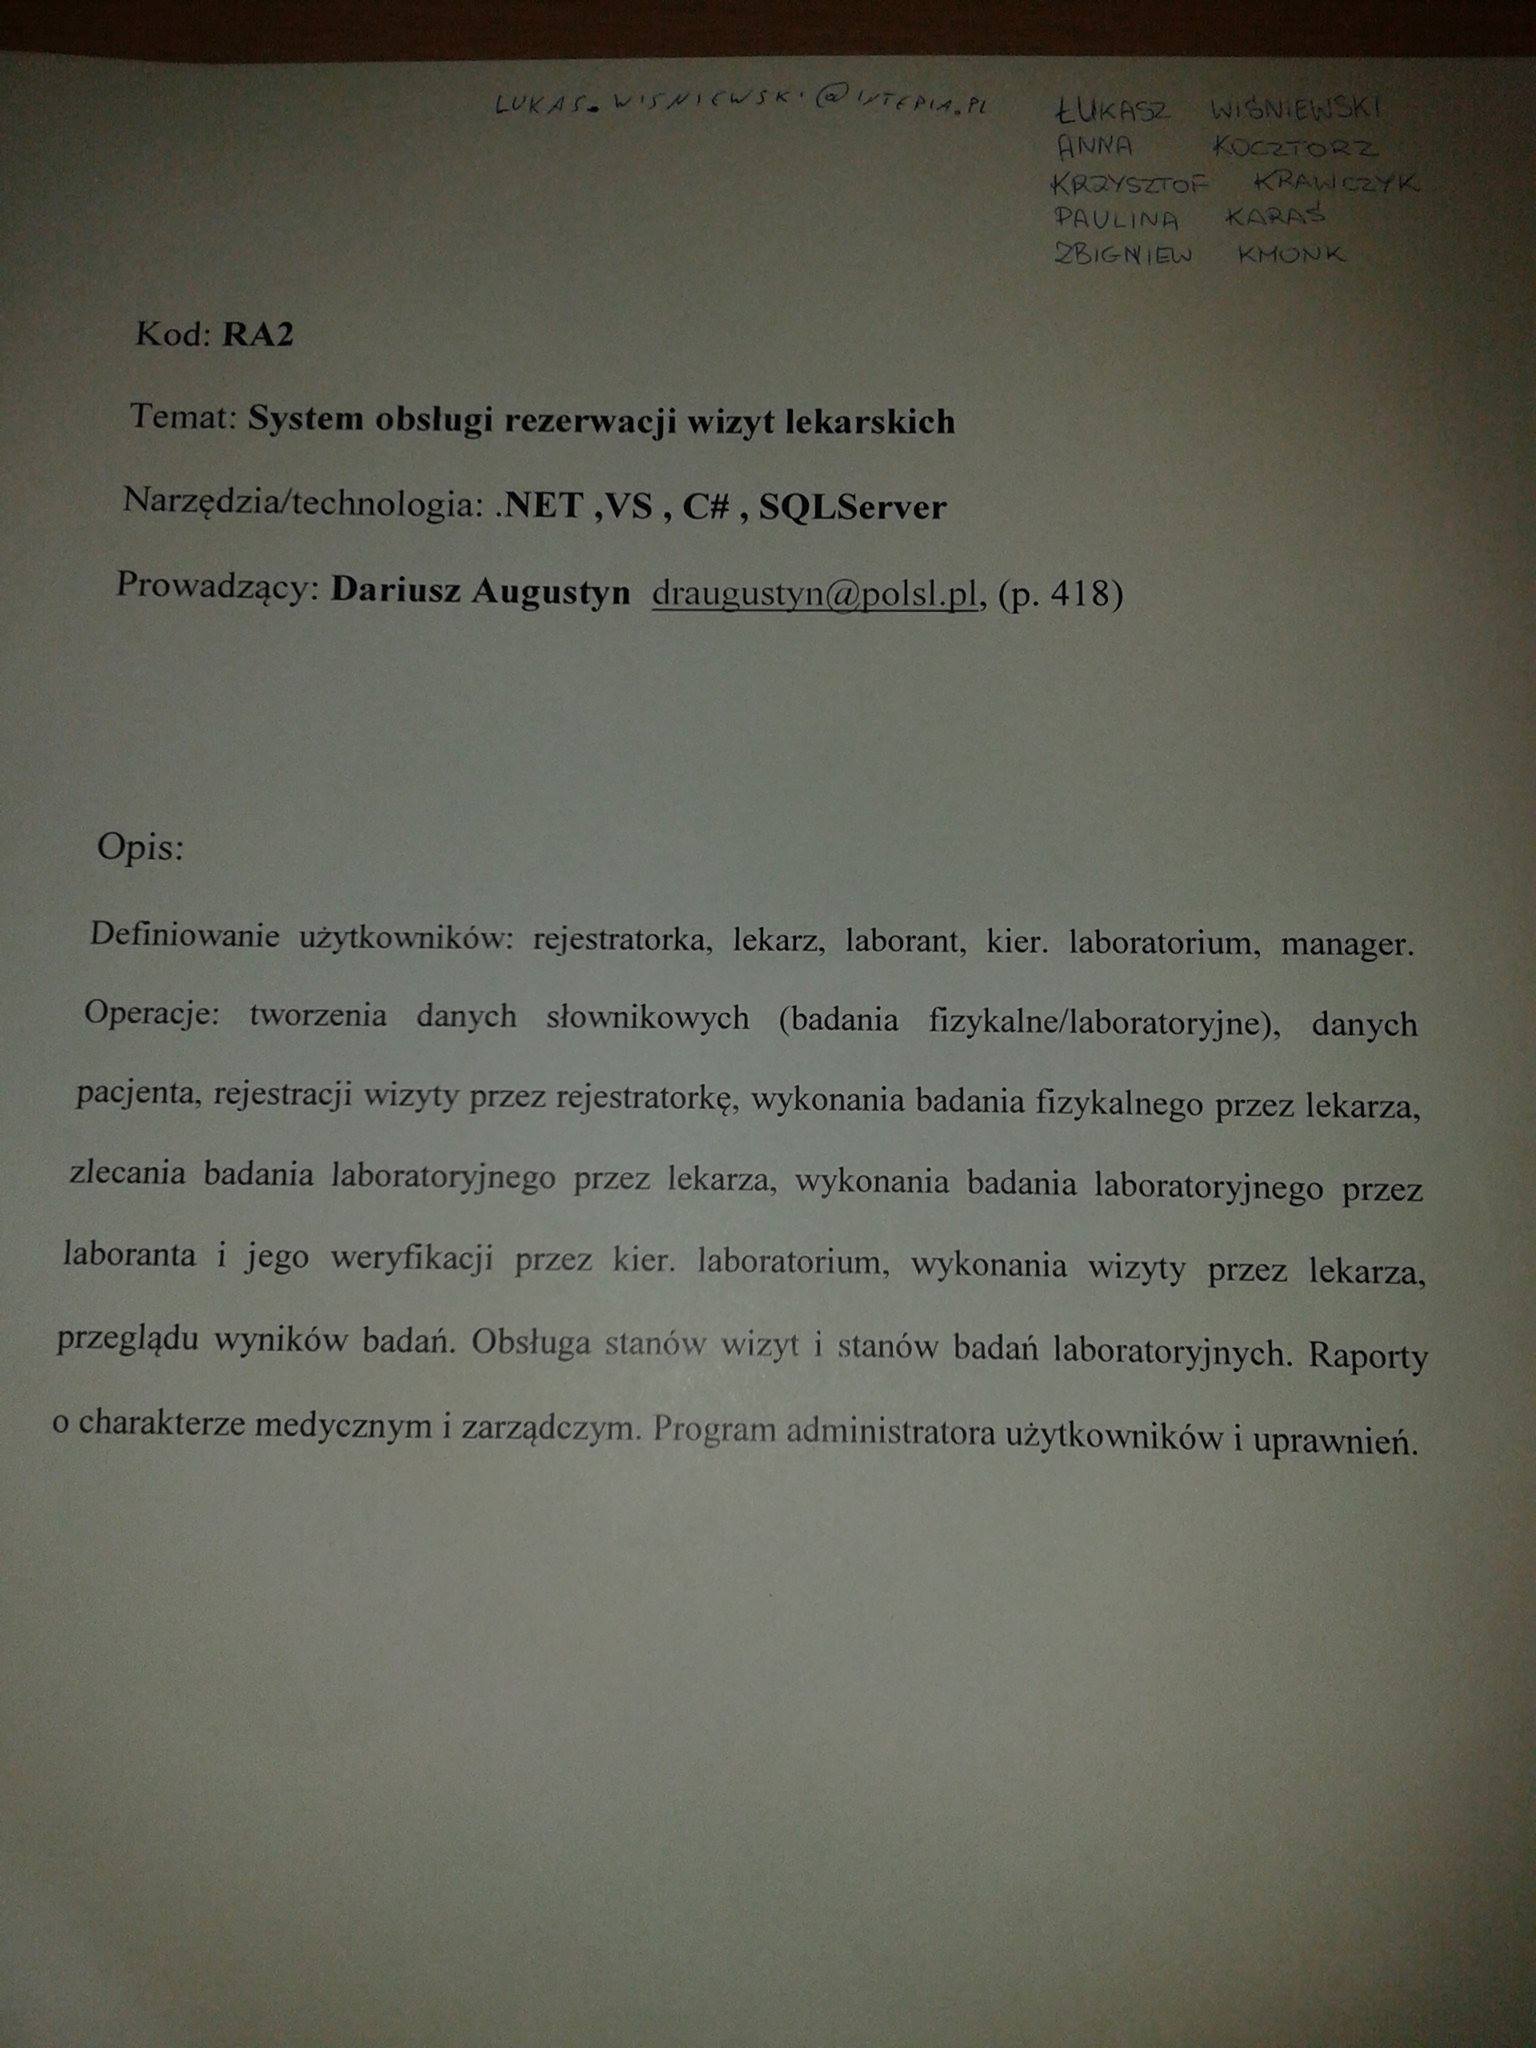 LUKAS.WISNIEWSKI@INTERIA.PL
ŁUKASZ WIŚNIEWSKI
ANNA KOCZTORZ
KRZYSZTOF KRAWCZYK
PAULINA KARAŚ
ZBIGNIEW KMONK
Kod: RA2
Temat: System obsługi rezerwacji wizyt lekarskich
Narzędzia/technologia: .NET ,VS , C# , SQLServer
Prowadzący: Dariusz Augustyn draugustyn@polsl.pl, (p. 418)
Opis:
Definiowanie użytkowników: rejestratorka, lekarz, laborant, kier. laboratorium, manager.
Operacje: tworzenia danych słownikowych (badania fizykalne/laboratoryjne), danych
pacjenta, rejestracji wizyty przez rejestratorkę, wykonania badania fizykalnego przez lekarza,
zlecania badania laboratoryjnego przez lekarza, wykonania badania laboratoryjnego przez
laboranta i jego weryfikacji przez kier. laboratorium, wykonania wizyty przez lekarza,
przeglądu wyników badań. Obsługa stanów wizyt i stanów badań laboratoryjnych. Raporty
o charakterze medycznym i zarządczym. Program administratora użytkowników i uprawnień.